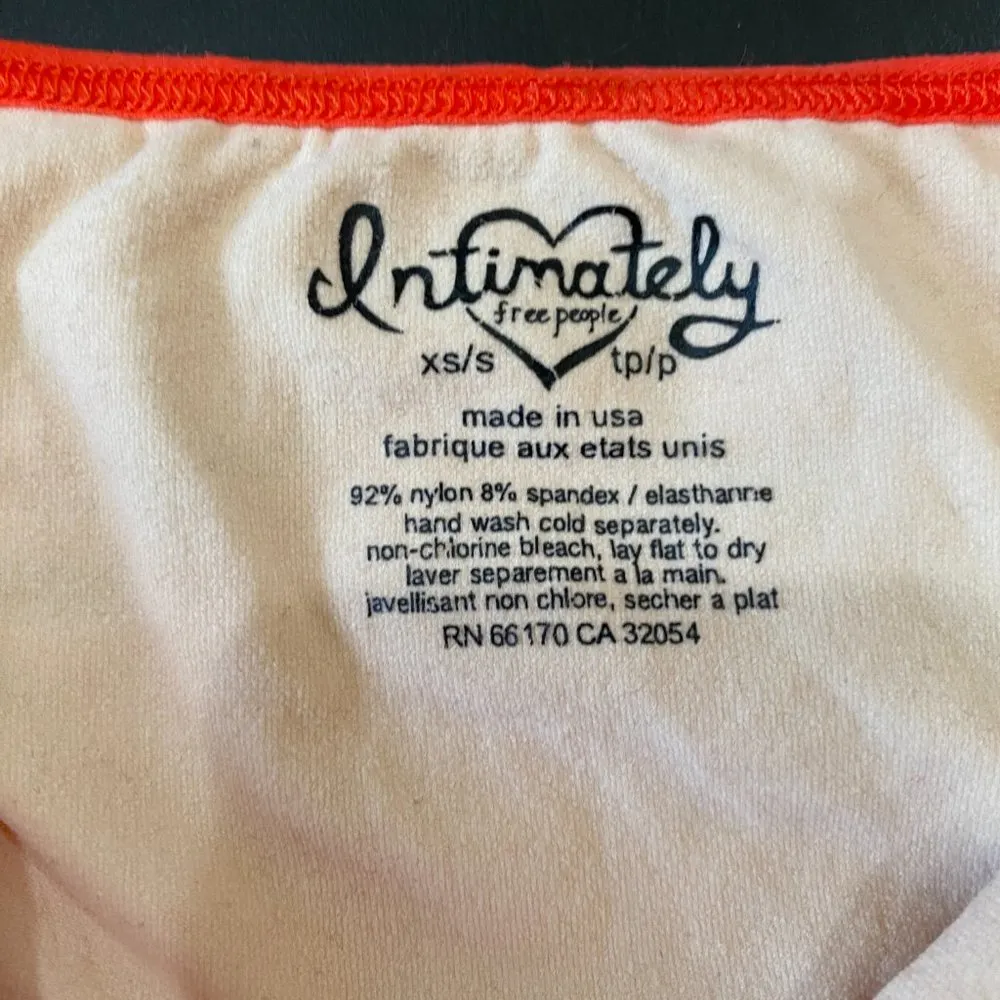 Intimately
free people
xs/s tp/p
made in usa
fabrique aux etats unis
92% nylon 8% spandex / elasthanne
hand wash cold separately.
non-chlorine bleach, lay flat to dry
laver separement a la main.
javellisant non chlore, secher a plat
RN 66170 CA 32054